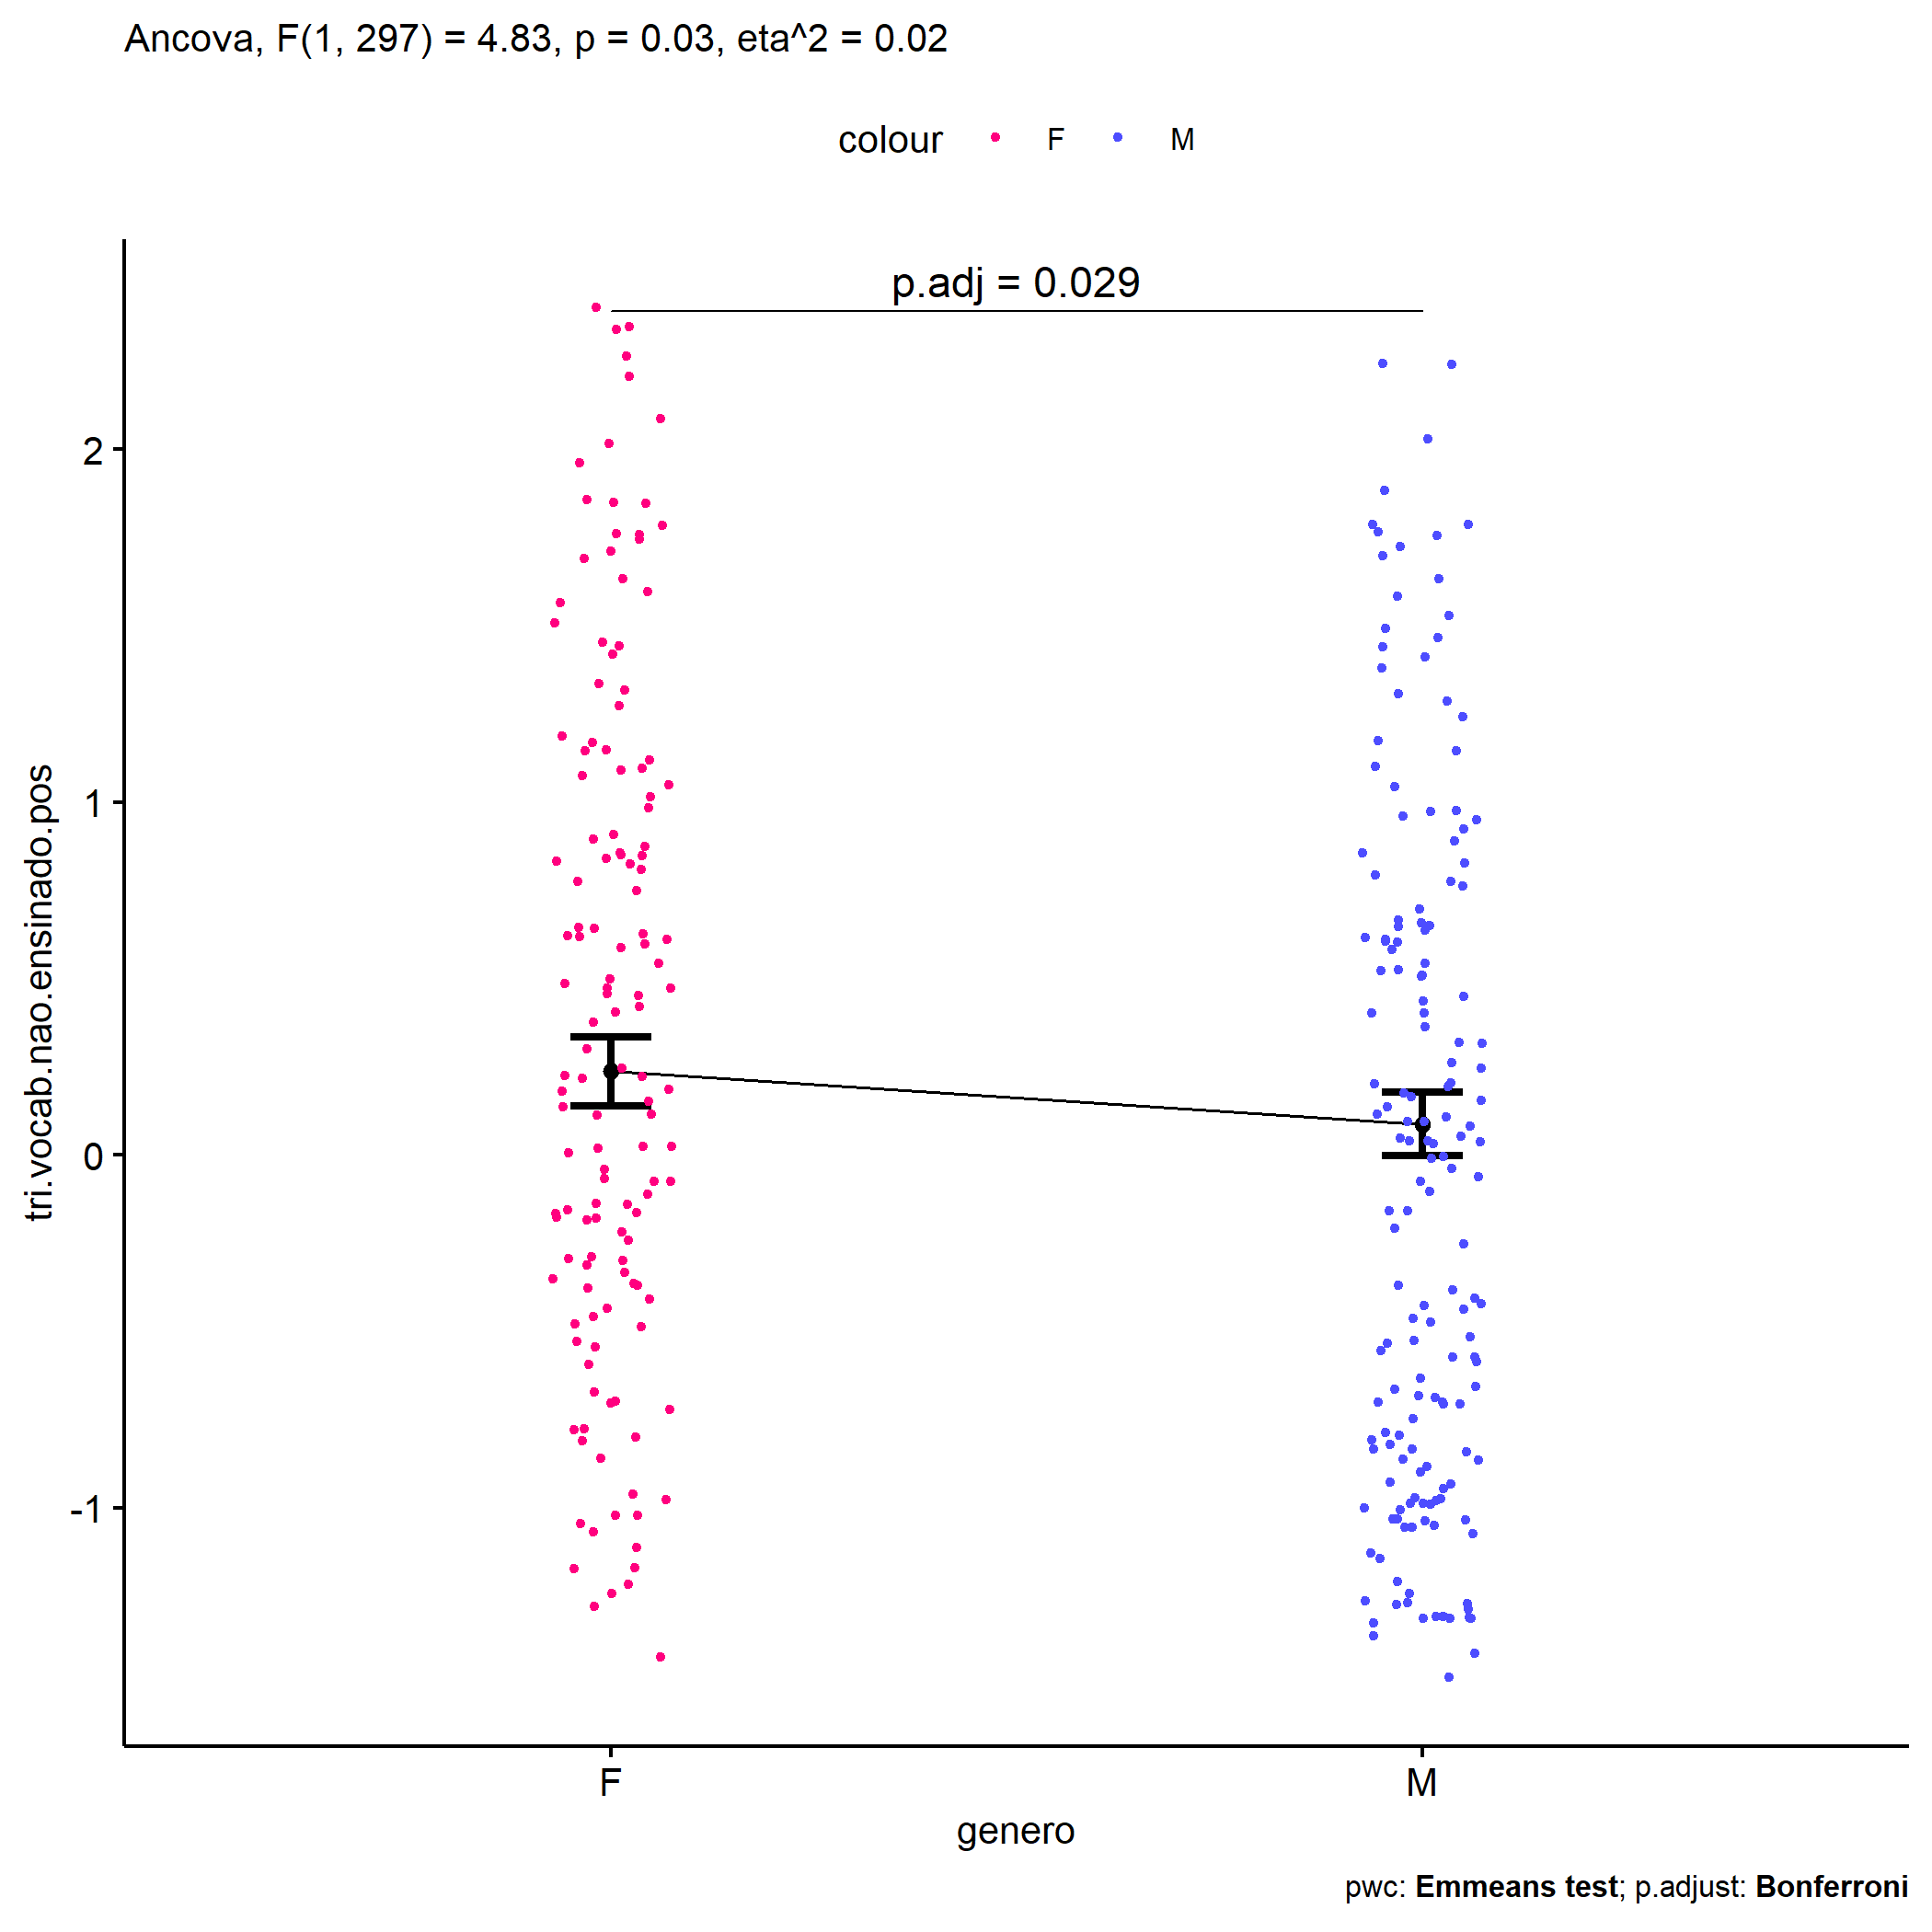 Ancova, F(1, 297) = 4.83, p = 0.03, eta^2 = 0.02
colour F M
p.adj = 0.029
2
1
0
-1
tri.vocab.nao.ensinado.pos
F M
genero
pwc: Emmeans test; p.adjust: Bonferroni